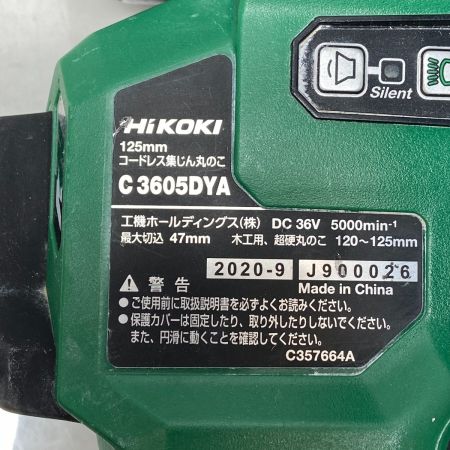 Silent
HiKOKI
125mm
コードレス集じん丸のこ
C 3605DYA
工機ホールディングス(株) DC 36V 5000min⁻¹
最大切込 47mm 木工用、超硬丸のこ 120～125mm
2020-9 J900026
⚠ 警告 Made in China
●ご使用前に取扱説明書を必ずよくお読みください。
●保護カバーは固定したり、取り外したりしないでください。
また、円滑に動くことを確認してください。
C357664A